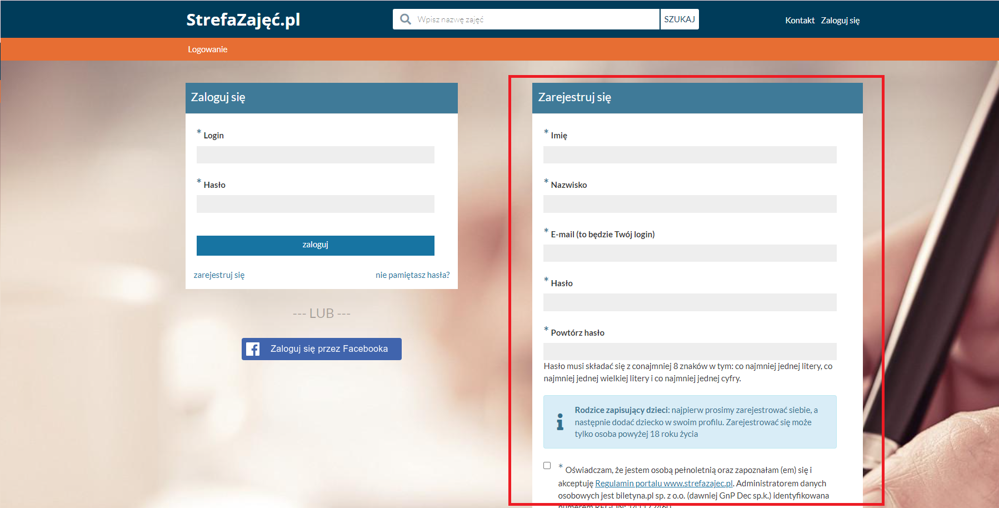 StrefaZajęć.pl
Wpisz nazwę zajęć
SZUKAJ
Kontakt Zaloguj się
Logowanie
Zaloguj się
* Login
* Hasło
zaloguj
zarejestruj się
nie pamiętasz hasła?
--- LUB ---
Zaloguj się przez Facebooka
Zarejestruj się
* Imię
* Nazwisko
* E-mail (to będzie Twój login)
* Hasło
* Powtórz hasło
Hasło musi składać się z conajmniej 8 znaków w tym: co najmniej jednej litery, co
najmniej jednej wielkiej litery i co najmniej jednej cyfry.
Rodzice zapisujący dzieci: najpierw prosimy zarejestrować siebie, a
następnie dodać dziecko w swoim profilu. Zarejestrować się może
tylko osoba powyżej 18 roku życia
* Oświadczam, że jestem osobą pełnoletnią oraz zapoznałam (em) się i
akceptuję Regulamin portalu www.strefazajec.pl. Administratorem danych
osobowych jest biletyna.pl sp. z o.o. (dawniej GnP Dec sp.k.) identyfikowana
numerem REGON: